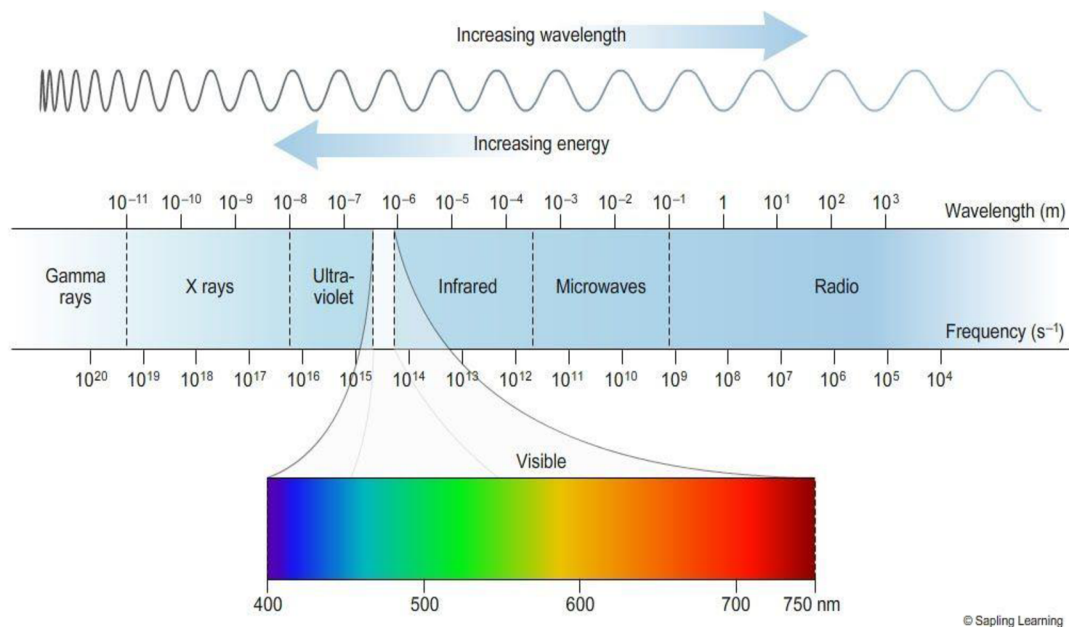 Increasing wavelength
Increasing energy
10⁻¹¹ 10⁻¹⁰ 10⁻⁹ 10⁻⁸ 10⁻⁷ 10⁻⁶ 10⁻⁵ 10⁻⁴ 10⁻³ 10⁻² 10⁻¹ 1 10¹ 10² 10³ Wavelength (m)
Gamma rays X rays Ultra-violet Infrared Microwaves Radio
Frequency (s⁻¹)
10²⁰ 10¹⁹ 10¹⁸ 10¹⁷ 10¹⁶ 10¹⁵ 10¹⁴ 10¹³ 10¹² 10¹¹ 10¹⁰ 10⁹ 10⁸ 10⁷ 10⁶ 10⁵ 10⁴
Visible
400 500 600 700 750 nm
© Sapling Learning